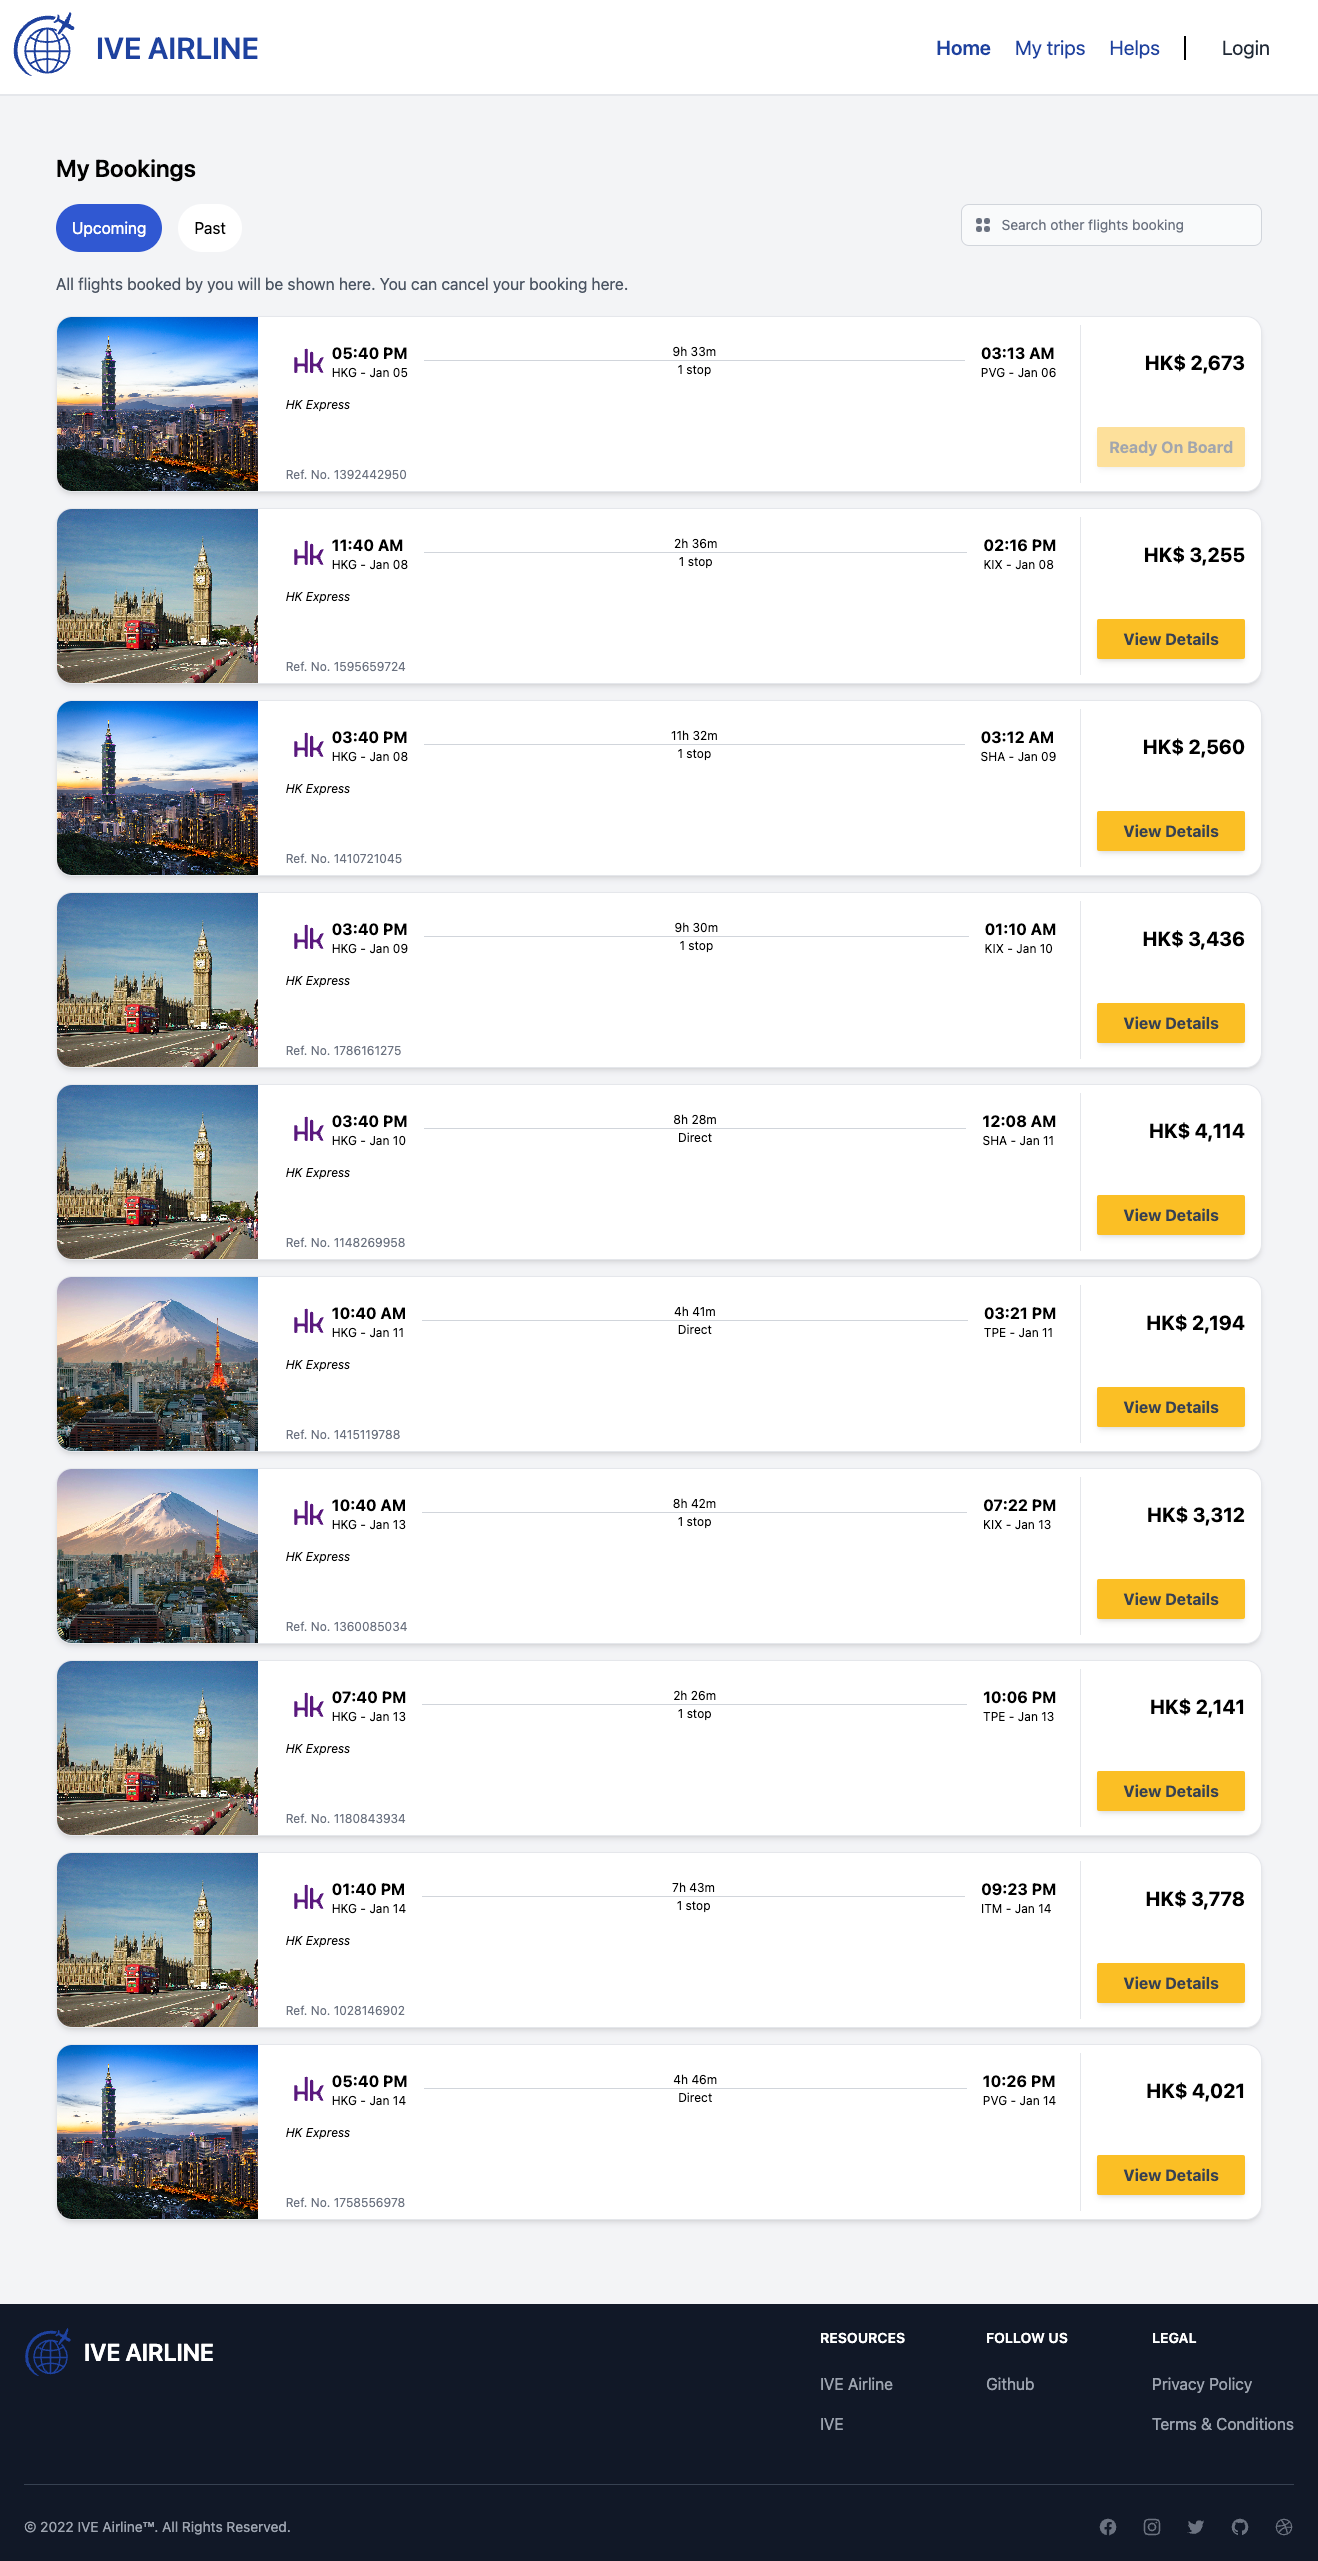 IVE AIRLINE
Home My trips Helps Login
My Bookings
Upcoming Past
Search other flights booking
All flights booked by you will be shown here. You can cancel your booking here.
hk 05:40 PM 9h 33m 03:13 AM HK$ 2,673
HKG - Jan 05 1 stop PVG - Jan 06
HK Express
Ready On Board
Ref. No. 1392442950
hk 11:40 AM 2h 36m 02:16 PM HK$ 3,255
HKG - Jan 08 1 stop KIX - Jan 08
HK Express
View Details
Ref. No. 1595659724
hk 03:40 PM 11h 32m 03:12 AM HK$ 2,560
HKG - Jan 08 1 stop SHA - Jan 09
HK Express
View Details
Ref. No. 1410721045
hk 03:40 PM 9h 30m 01:10 AM HK$ 3,436
HKG - Jan 09 1 stop KIX - Jan 10
HK Express
View Details
Ref. No. 1786161275
hk 03:40 PM 8h 28m 12:08 AM HK$ 4,114
HKG - Jan 10 Direct SHA - Jan 11
HK Express
View Details
Ref. No. 1148269958
hk 10:40 AM 4h 41m 03:21 PM HK$ 2,194
HKG - Jan 11 Direct TPE - Jan 11
HK Express
View Details
Ref. No. 1415119788
hk 10:40 AM 8h 42m 07:22 PM HK$ 3,312
HKG - Jan 13 1 stop KIX - Jan 13
HK Express
View Details
Ref. No. 1360085034
hk 07:40 PM 2h 26m 10:06 PM HK$ 2,141
HKG - Jan 13 1 stop TPE - Jan 13
HK Express
View Details
Ref. No. 1180843934
hk 01:40 PM 7h 43m 09:23 PM HK$ 3,778
HKG - Jan 14 1 stop ITM - Jan 14
HK Express
View Details
Ref. No. 1028146902
hk 05:40 PM 4h 46m 10:26 PM HK$ 4,021
HKG - Jan 14 Direct PVG - Jan 14
HK Express
View Details
Ref. No. 1758556978
IVE AIRLINE
RESOURCES FOLLOW US LEGAL
IVE Airline Github Privacy Policy
IVE Terms & Conditions
© 2022 IVE Airline™. All Rights Reserved.